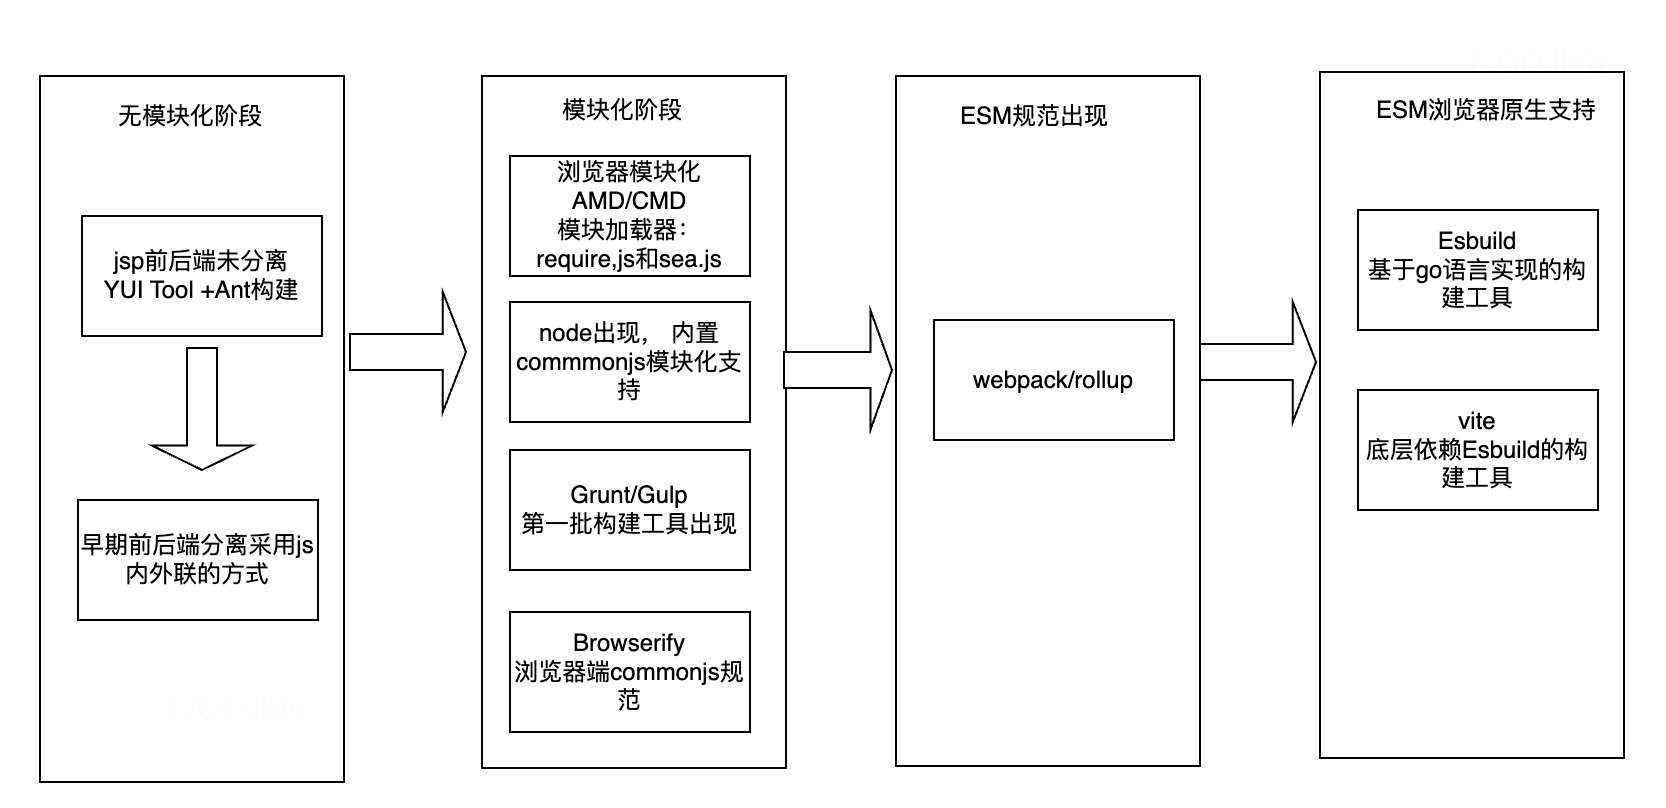 无模块化阶段
jsp前后端未分离
YUI Tool +Ant构建
早期前后端分离采用js
内外联的方式
模块化阶段
浏览器模块化
AMD/CMD
模块加载器：
require,js和sea.js
node出现， 内置
commmonjs模块化支
持
Grunt/Gulp
第一批构建工具出现
Browserify
浏览器端commonjs规
范
ESM规范出现
webpack/rollup
ESM浏览器原生支持
Esbuild
基于go语言实现的构
建工具
vite
底层依赖Esbuild的构
建工具